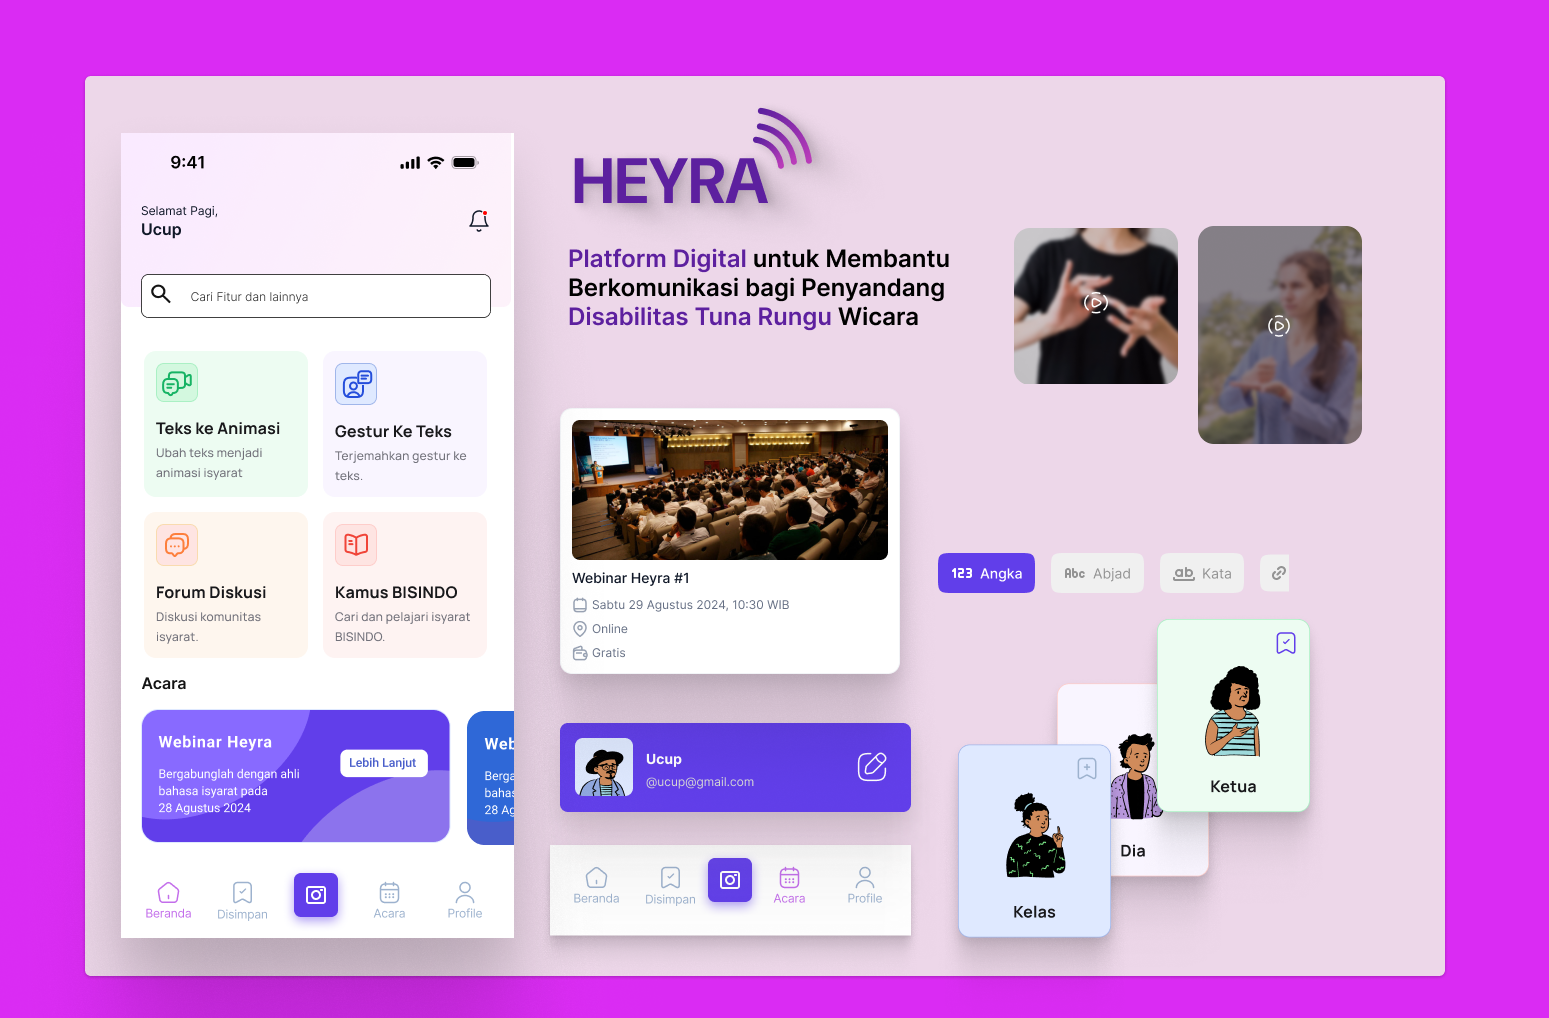 9:41
Selamat Pagi,
Ucup
Cari Fitur dan lainnya
Teks ke Animasi
Ubah teks menjadi
animasi isyarat
Gestur Ke Teks
Terjemahkan gestur ke
teks.
Forum Diskusi
Diskusi komunitas
isyarat.
Kamus BISINDO
Cari dan pelajari isyarat
BISINDO.
Acara
Webinar Heyra
Bergabunglah dengan ahli
bahasa isyarat pada
28 Agustus 2024
Lebih Lanjut
Web
Berga
bahas
28 Ag
Beranda
Disimpan
Acara
Profile
HEYRA
Platform Digital untuk Membantu
Berkomunikasi bagi Penyandang
Disabilitas Tuna Rungu Wicara
Webinar Heyra #1
Sabtu 29 Agustus 2024, 10:30 WIB
Online
Gratis
Ucup
@ucup@gmail.com
Beranda
Disimpan
Acara
Profile
123 Angka
Abc Abjad
ab Kata
Ketua
Dia
Kelas